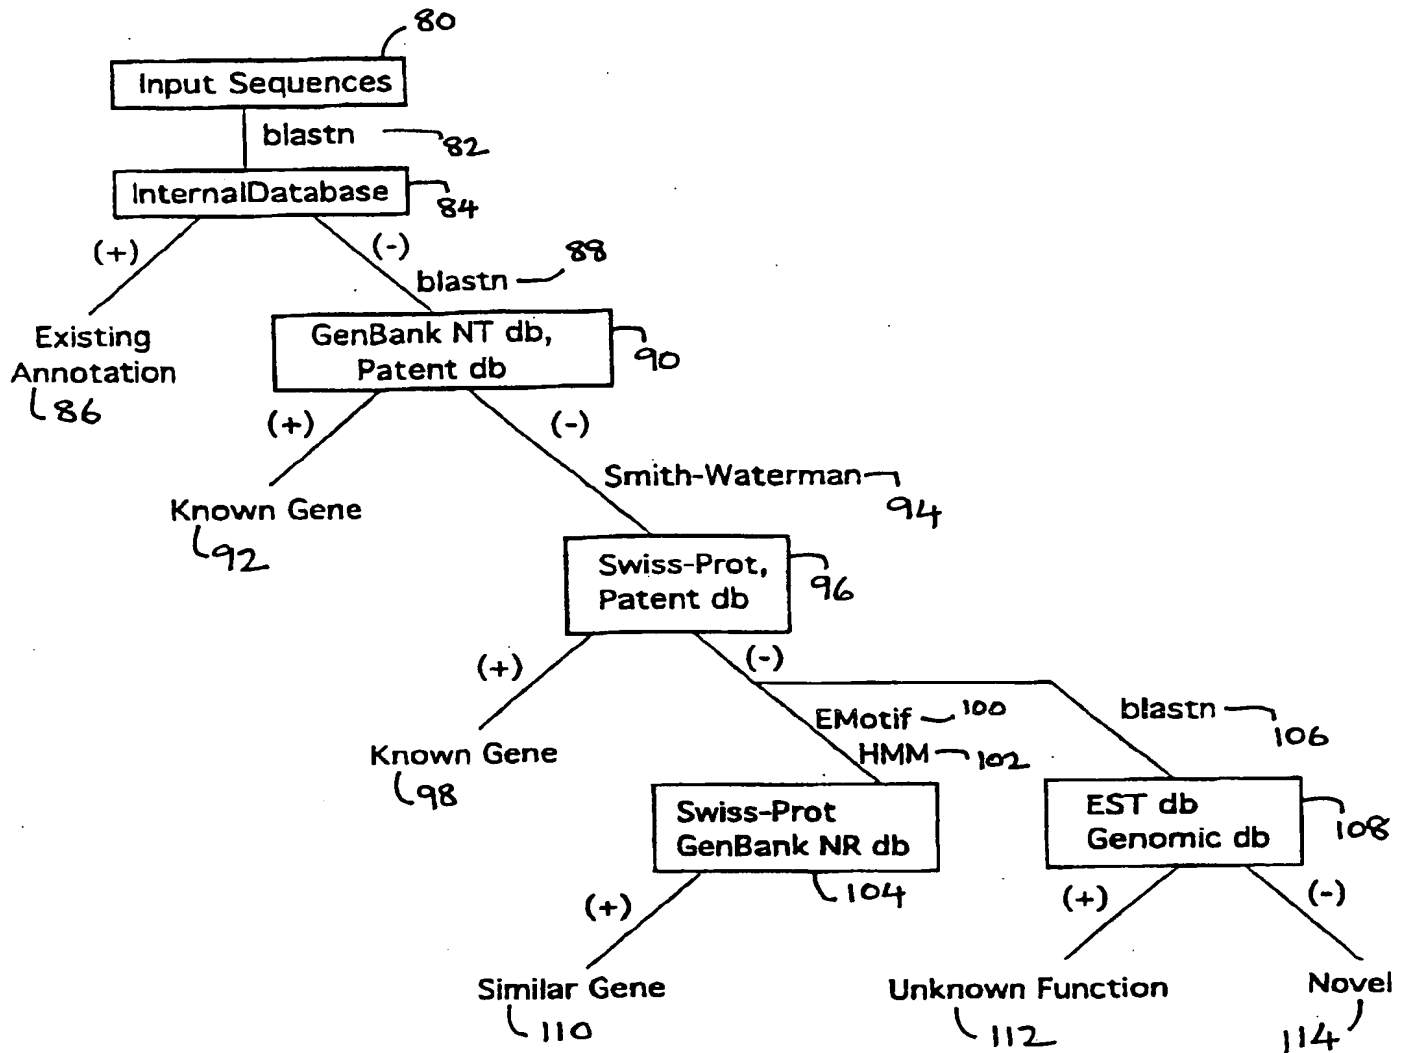 80
Input Sequences
blastn 82
InternalDatabase 84
(+) (-)
88
blastn
Existing
Annotation
86
GenBank NT db,
Patent db
90
(+) (-)
Known Gene
92
Smith-Waterman
94
Swiss-Prot,
Patent db
96
(+) (-)
Known Gene
98
EMotif 100
HMM 102
blastn
106
Swiss-Prot
GenBank NR db
104
EST db
Genomic db
108
(+) (+) (-)
Similar Gene
110
Unknown Function
112
Novel
114